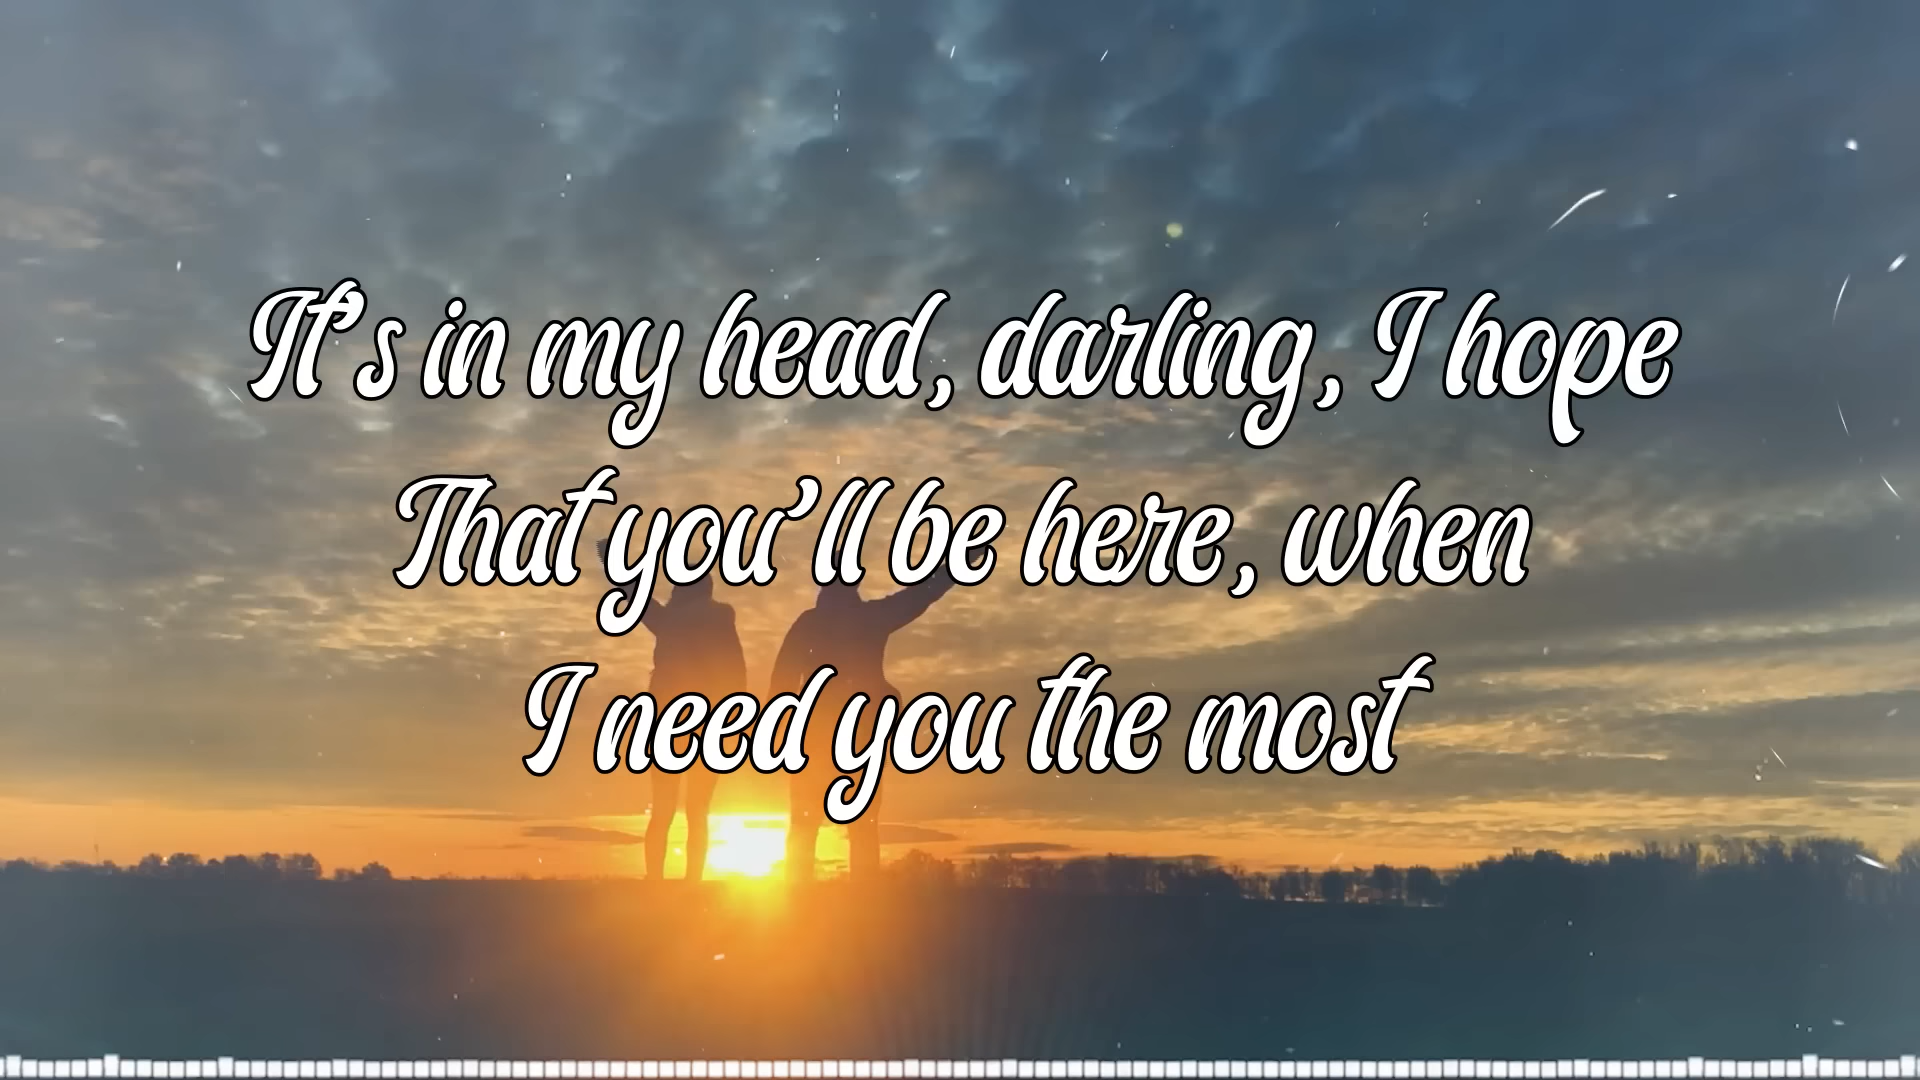 It's in my head, darling, I hope
That you'll be here, when
I need you the most